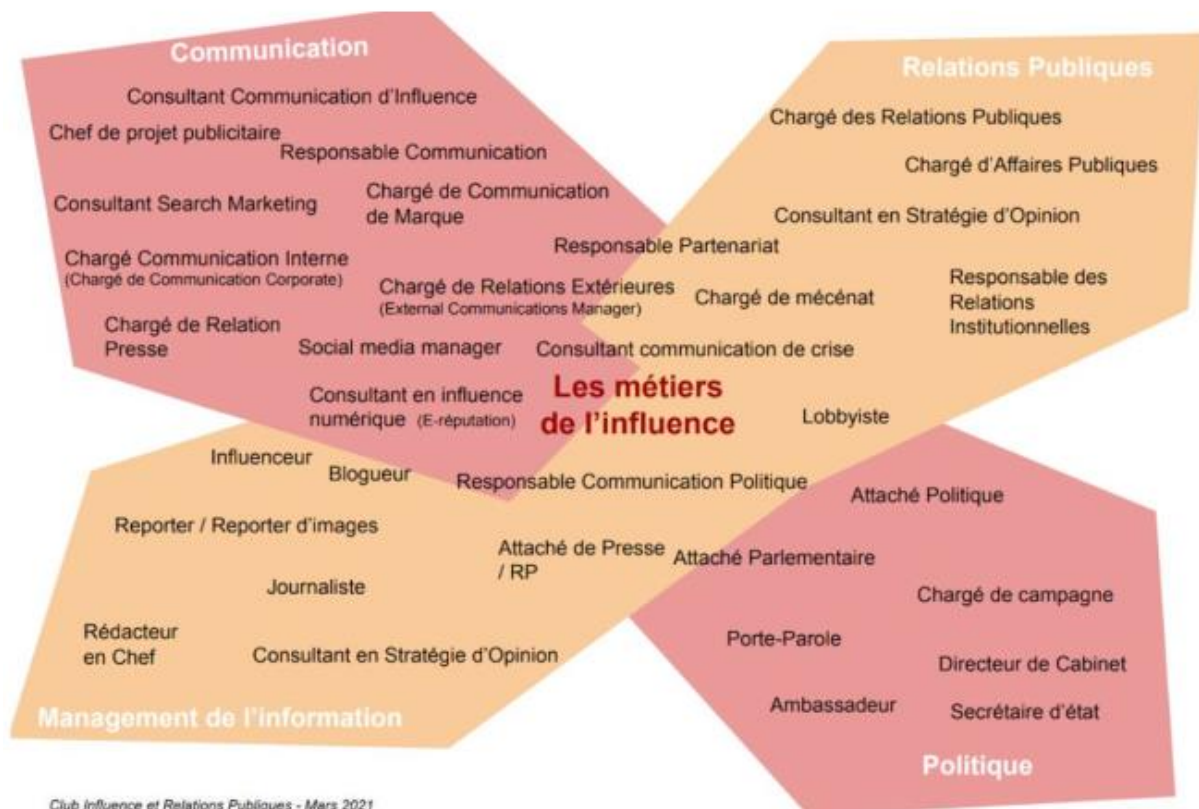 Communication
Consultant Communication d'Influence
Chef de projet publicitaire
Responsable Communication
Consultant Search Marketing
Chargé de Communication
de Marque
Chargé Communication Interne
(Chargé de Communication Corporate)
Chargé de Relations Extérieures
(External Communications Manager)
Chargé de Relation
Presse
Social media manager
Consultant en influence
numérique (E-réputation)
Relations Publiques
Chargé des Relations Publiques
Chargé d'Affaires Publiques
Consultant en Stratégie d'Opinion
Responsable Partenariat
Chargé de mécénat
Responsable des
Relations
Institutionnelles
Consultant communication de crise
Les métiers
de l'influence
Lobbyiste
Influenceur
Blogueur
Responsable Communication Politique
Reporter / Reporter d'images
Attaché de Presse
/ RP
Journaliste
Rédacteur
en Chef
Consultant en Stratégie d'Opinion
Management de l'information
Attaché Politique
Attaché Parlementaire
Chargé de campagne
Porte-Parole
Directeur de Cabinet
Ambassadeur
Secrétaire d'état
Politique
Club Influence et Relations Publiques - Mars 2021